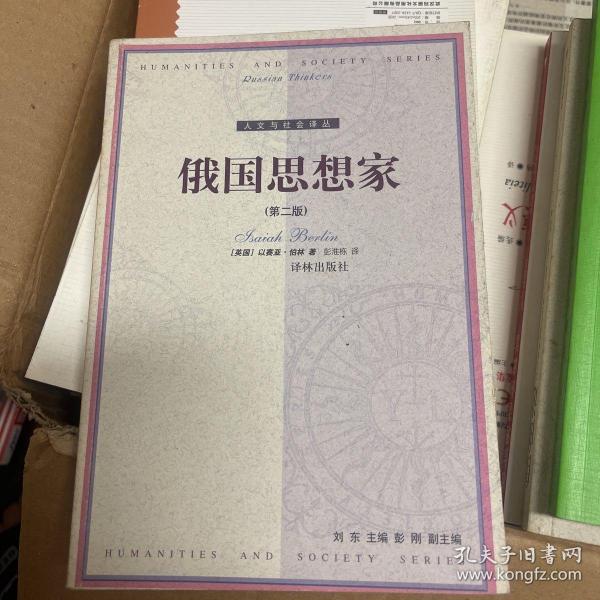 HUMANITIES AND SOCIETY SERIES
Russian Thinkers
人文与社会译丛
俄国思想家
(第二版)
Isaiah Berlin
[英国] 以赛亚·伯林 著 彭淮栋 译
译林出版社
刘东 主编 彭刚 副主编
HUMANITIES AND SOCIETY SERIES
孔夫子旧书网
www.kongfz.com